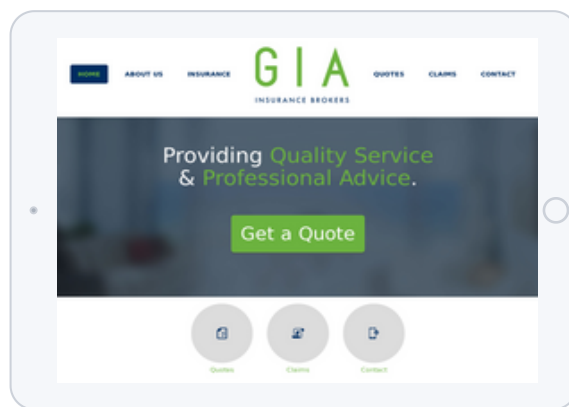 HOME ABOUT US INSURANCE GIA QUOTES CLAIMS CONTACT
INSURANCE BROKERS
Providing Quality Service
& Professional Advice.
Get a Quote
Quotes Claims Contact